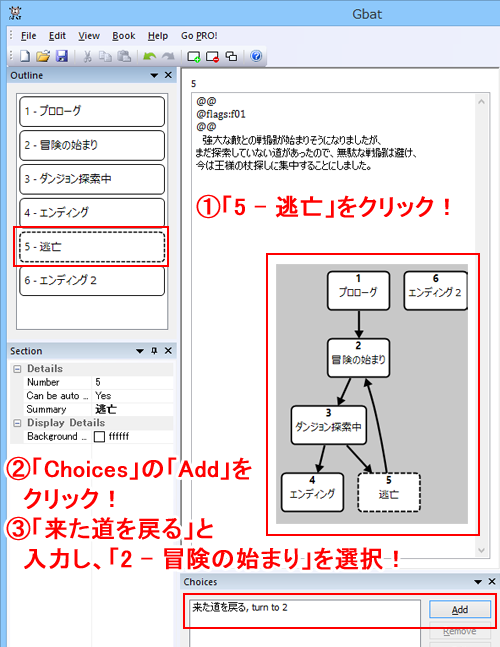 Gbat
File Edit View Book Help Go PRO!
Outline
1 - プロローグ
2 - 冒険の始まり
3 - ダンジョン探索中
4 - エンディング
5 - 逃亡
6 - エンディング２
Section
Details
Number 5
Can be auto ... Yes
Summary 逃亡
Display Details
Background ... ffffff
5
@@
@flags:f01
@@
強大な敵との戦闘が始まりそうになりましたが、
まだ探索していない道があったので、無駄な戦闘は避け、
今は王様の杖探しに集中することにしました。
①「5 － 逃亡」をクリック！
1
プロローグ
6
エンディング２
2
冒険の始まり
3
ダンジョン探索中
4
エンディング
5
逃亡
②「Choices」の「Add」を
クリック！
③「来た道を戻る」と
入力し、「2 － 冒険の始まり」を選択！
Choices
来た道を戻る, turn to 2
Add
Remove